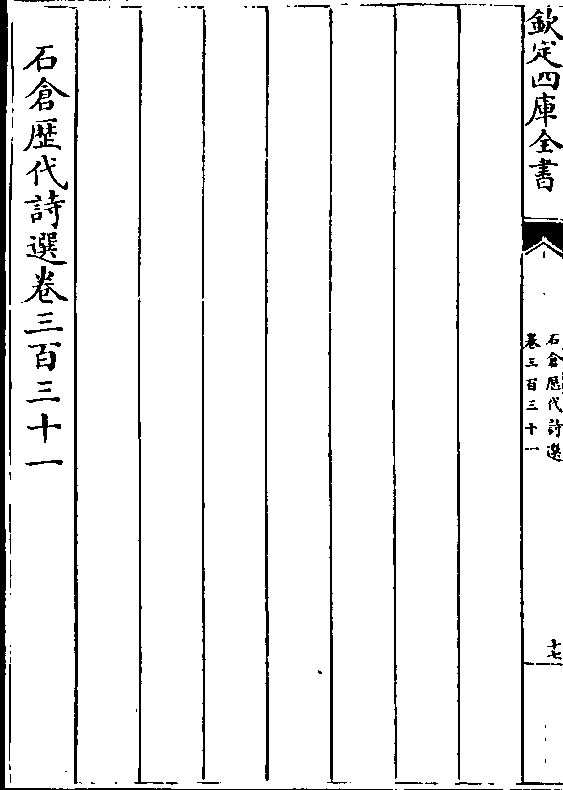 欽定四庫全書
石倉歷代詩選
卷三百三十一
十七
石倉歷代詩選卷三百三十一